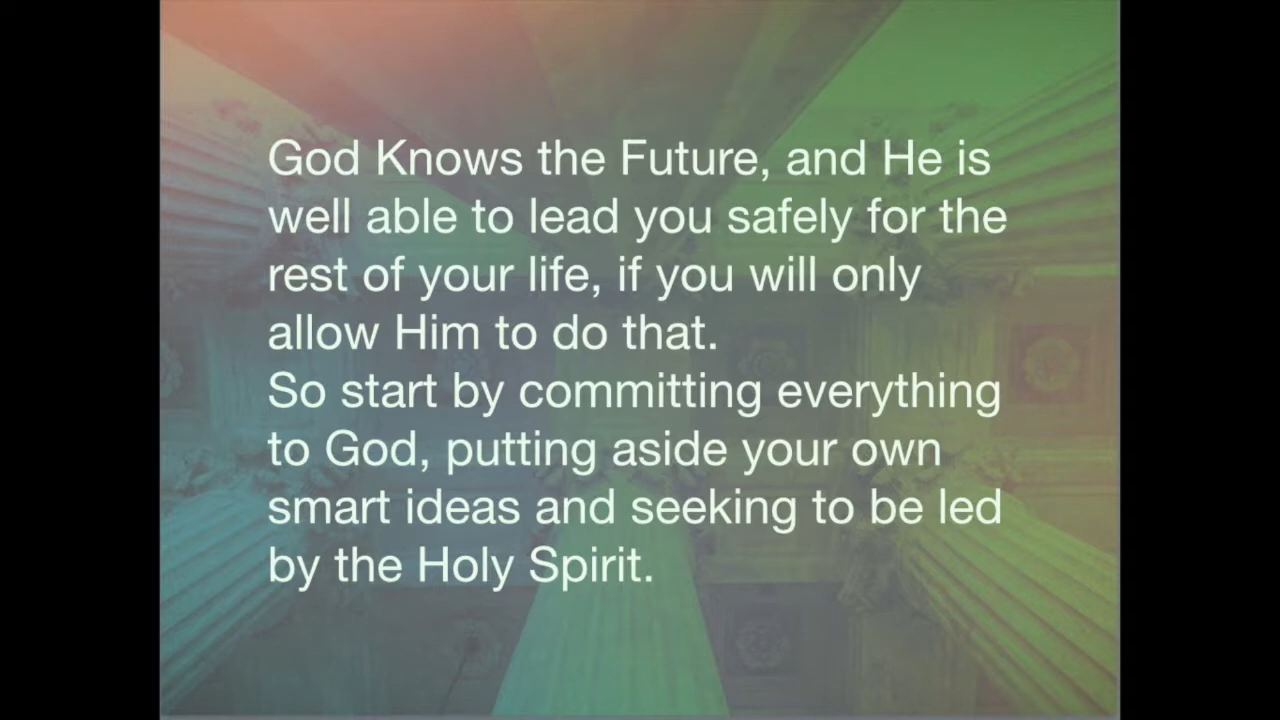 God Knows the Future, and He is
well able to lead you safely for the
rest of your life, if you will only
allow Him to do that.
So start by committing everything
to God, putting aside your own
smart ideas and seeking to be led
by the Holy Spirit.